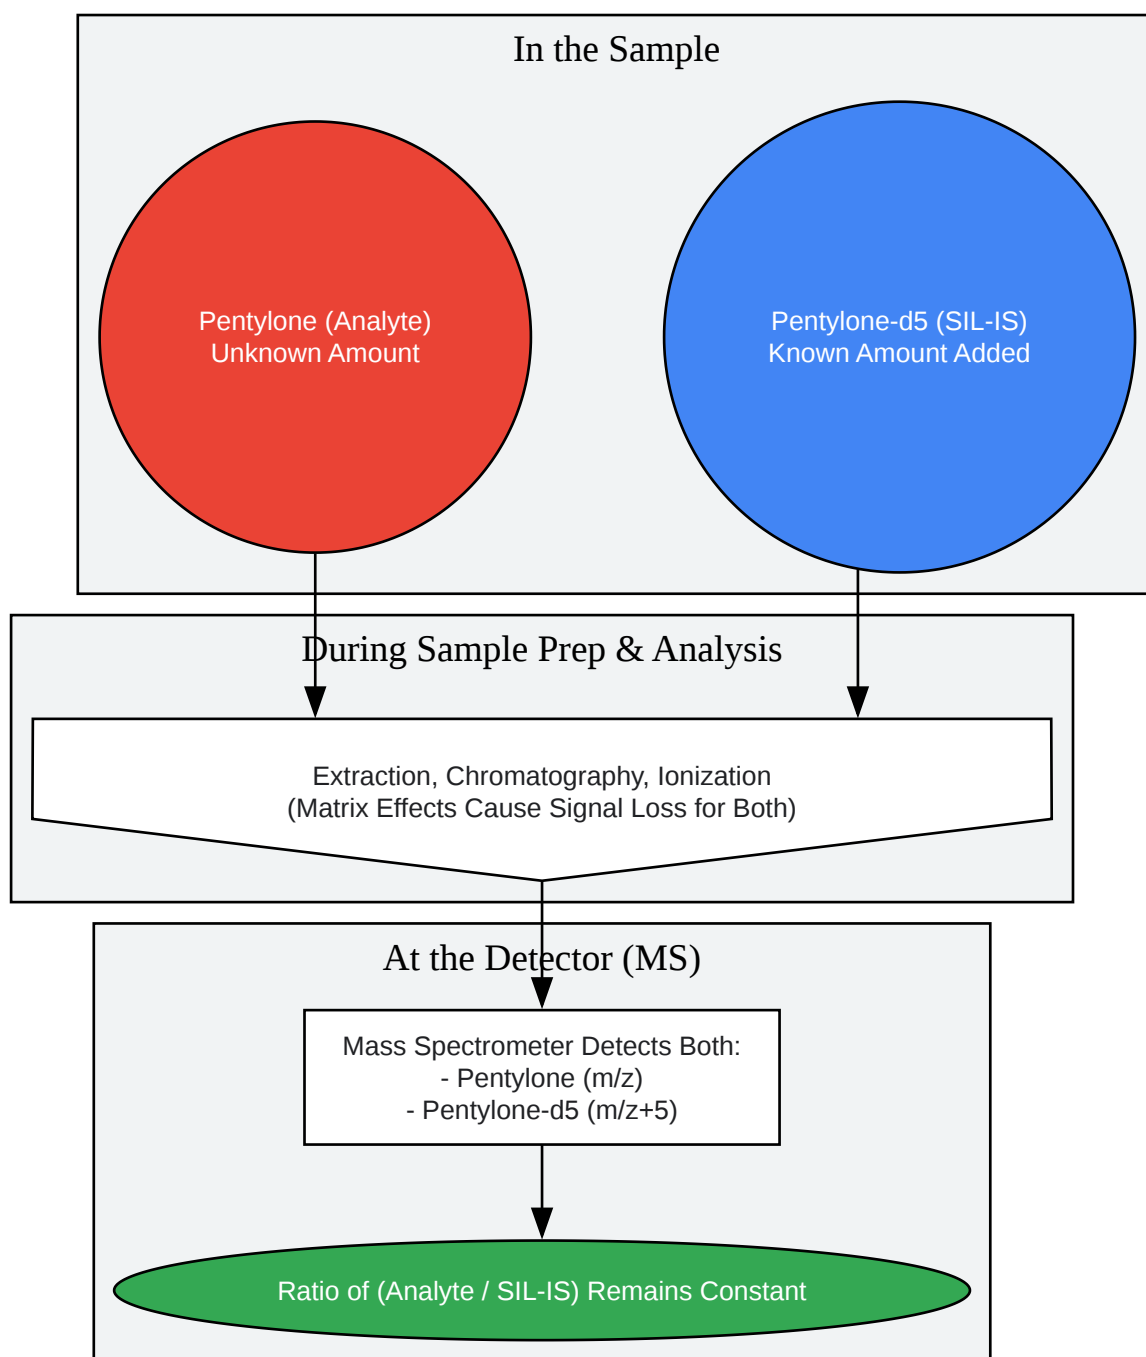 In the Sample
Pentylone (Analyte)
Unknown Amount
Pentylone-d5 (SIL-IS)
Known Amount Added
During Sample Prep & Analysis
Extraction, Chromatography, Ionization
(Matrix Effects Cause Signal Loss for Both)
At the Detector (MS)
Mass Spectrometer Detects Both:
- Pentylone (m/z)
- Pentylone-d5 (m/z+5)
Ratio of (Analyte / SIL-IS) Remains Constant